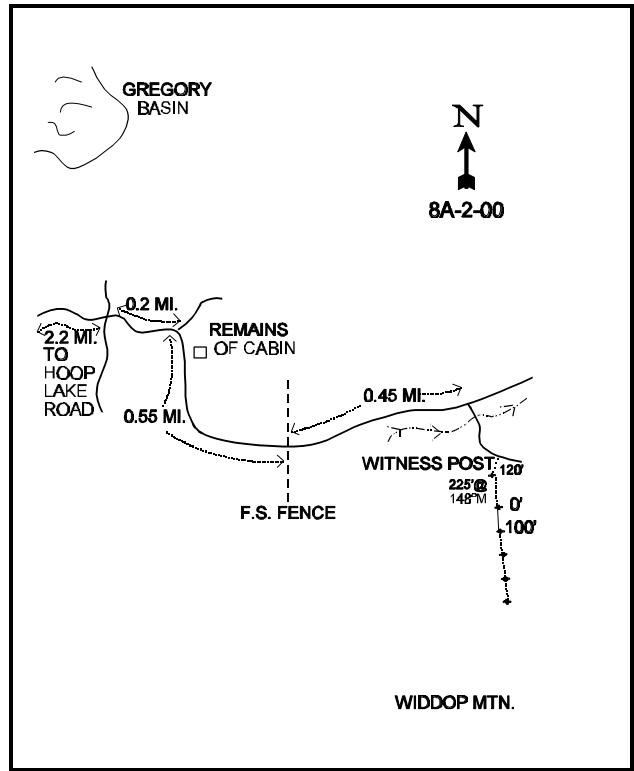 GREGORY
BASIN
N
8A-2-00
0.2 MI.
2.2 MI.
TO
HOOP
LAKE
ROAD
REMAINS
OF CABIN
0.45 MI.
0.55 MI.
WITNESS POST
120'
225'@
148°M
0'
100'
F.S. FENCE
WIDDOP MTN.